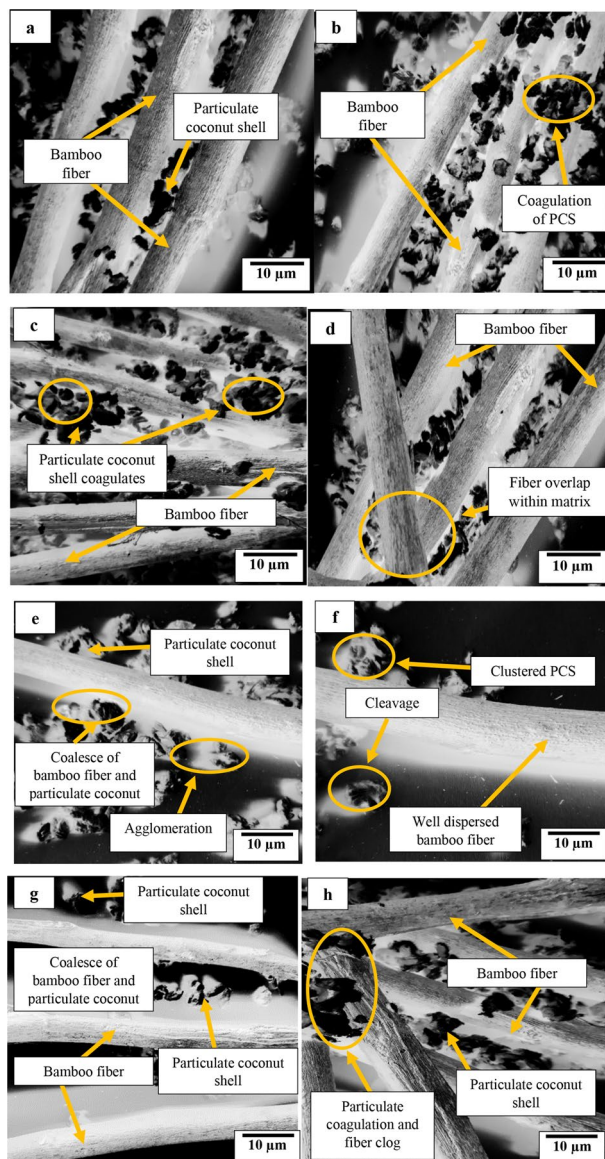 a
Particulate
coconut shell
Bamboo
fiber
10 µm
b
Bamboo
fiber
Coagulation
of PCS
10 µm
c
Particulate coconut
shell coagulates
Bamboo fiber
10 µm
d
Bamboo fiber
Fiber overlap
within matrix
10 µm
e
Particulate coconut
shell
Coalesce of
bamboo fiber and
particulate coconut
Agglomeration
10 µm
f
Clustered PCS
Cleavage
Well dispersed
bamboo fiber
10 µm
g
Particulate coconut
shell
Coalesce of
bamboo fiber and
particulate coconut
Particulate coconut
shell
Bamboo fiber
10 µm
h
Bamboo fiber
Particulate coconut
shell
Particulate
coagulation and
fiber clog
10 µm